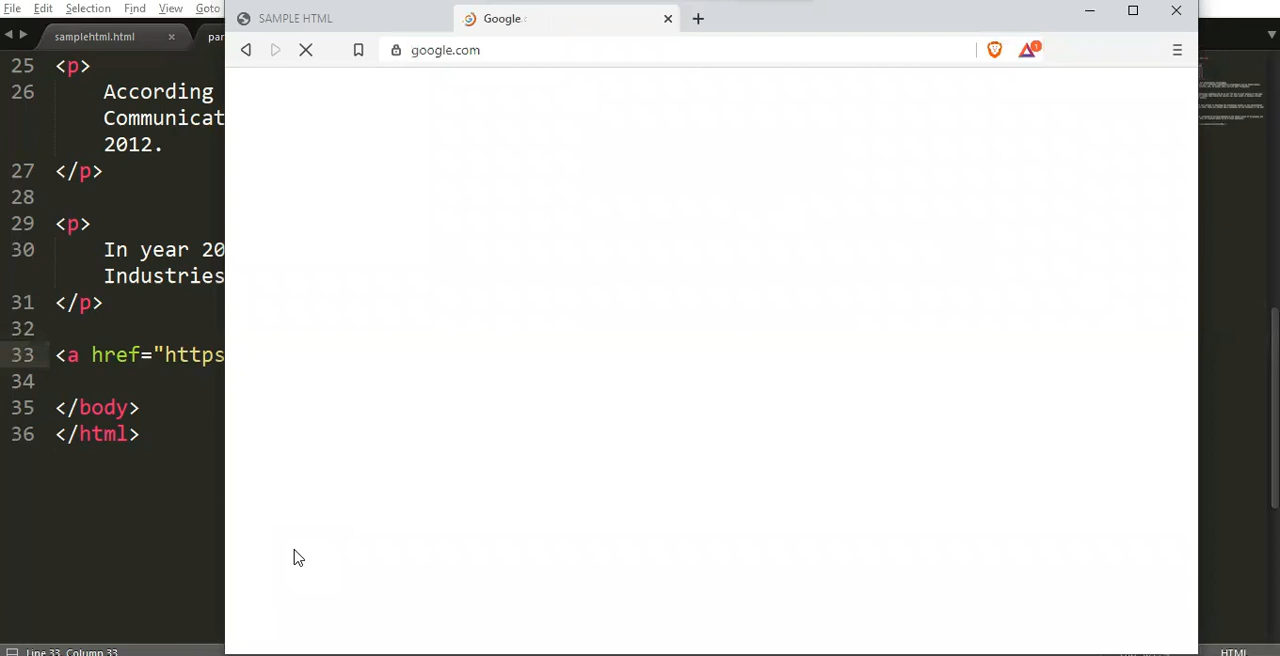 File Edit Selection Find View Goto
samplehtml.html
par
SAMPLE HTML
Google
google.com
1
25 <p>
26 According
Communicat
2012.
27 </p>
28
29 <p>
30 In year 20
Industries
31 </p>
32
33 <a href="https
34
35 </body>
36 </html>
Line 33, Column 33
HTML